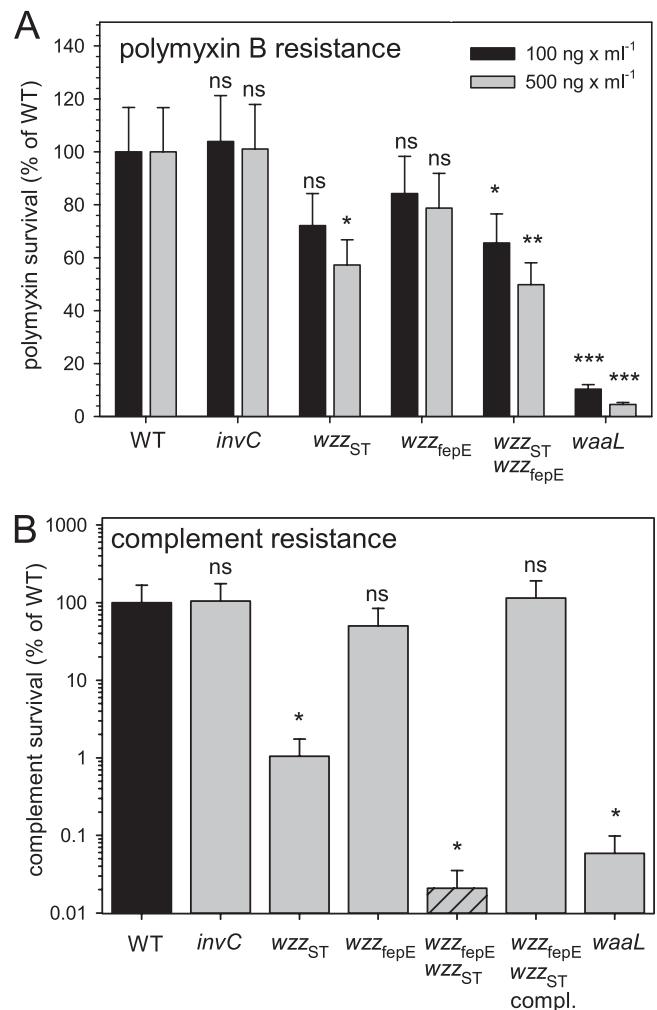 A
polymyxin B resistance
100 ng x ml-1
500 ng x ml-1
polymyxin survival (% of WT)
140
120
100
80
60
40
20
0
ns ns
ns
*
ns
ns
*
**
***
***
WT
invC
wzzST
wzzfepE
wzzST
wzzfepE
waaL
B
complement resistance
complement survival (% of WT)
1000
100
10
1
0.1
0.01
ns
*
ns
*
ns
*
WT
invC
wzzST
wzzfepE
wzzfepE
wzzST
wzzfepE
wzzST
compl.
waaL